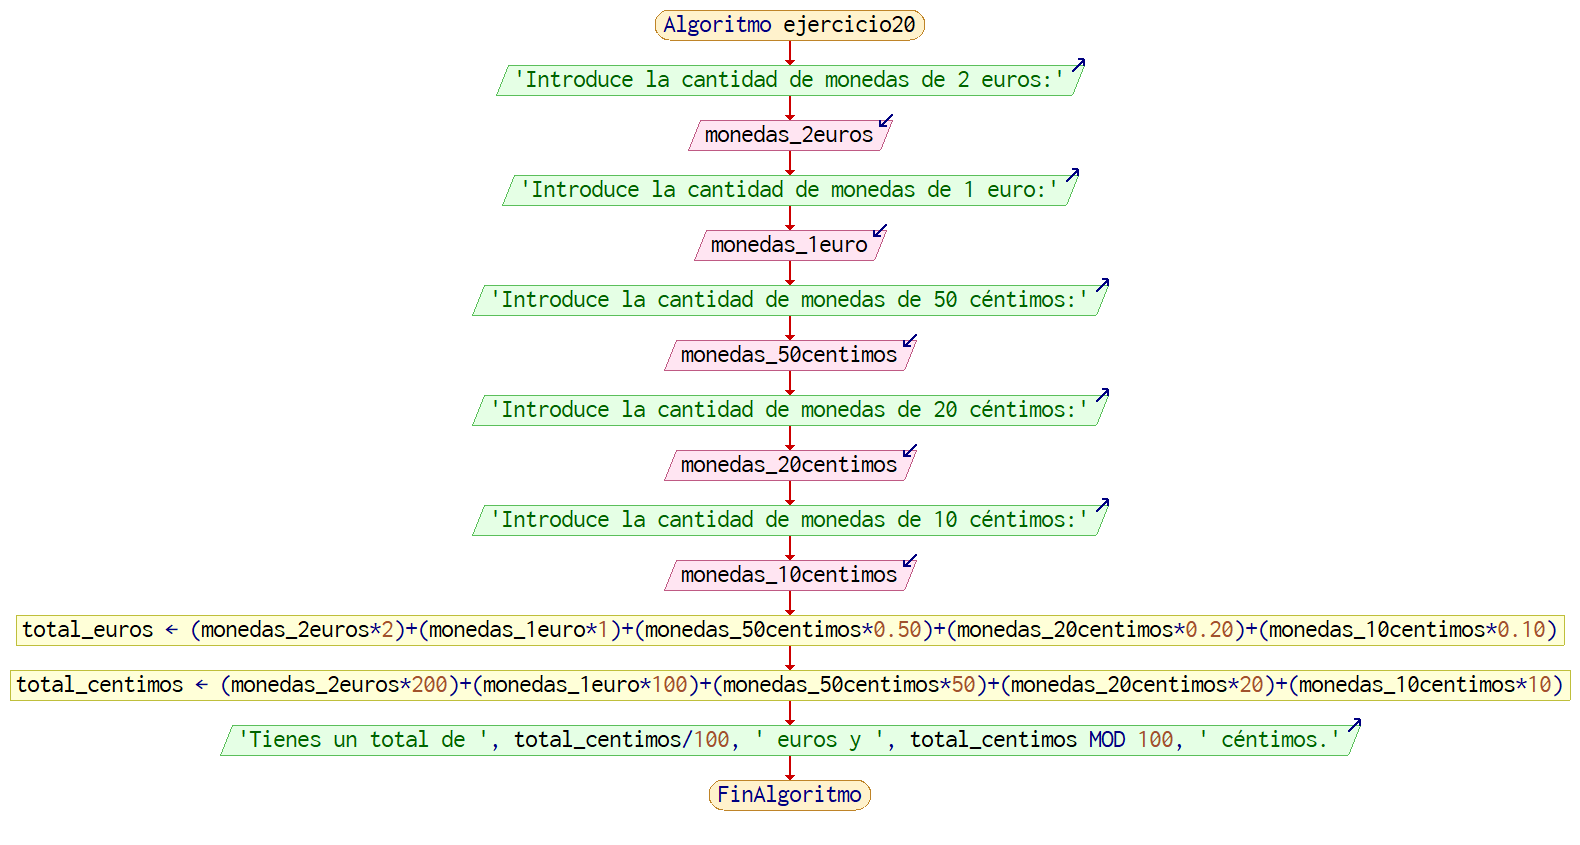 Algoritmo ejercicio20
'Introduce la cantidad de monedas de 2 euros:'
monedas_2euros
'Introduce la cantidad de monedas de 1 euro:'
monedas_1euro
'Introduce la cantidad de monedas de 50 céntimos:'
monedas_50centimos
'Introduce la cantidad de monedas de 20 céntimos:'
monedas_20centimos
'Introduce la cantidad de monedas de 10 céntimos:'
monedas_10centimos
total_euros ← (monedas_2euros*2)+(monedas_1euro*1)+(monedas_50centimos*0.50)+(monedas_20centimos*0.20)+(monedas_10centimos*0.10)
total_centimos ← (monedas_2euros*200)+(monedas_1euro*100)+(monedas_50centimos*50)+(monedas_20centimos*20)+(monedas_10centimos*10)
'Tienes un total de ', total_centimos/100, ' euros y ', total_centimos MOD 100, ' céntimos.'
FinAlgoritmo